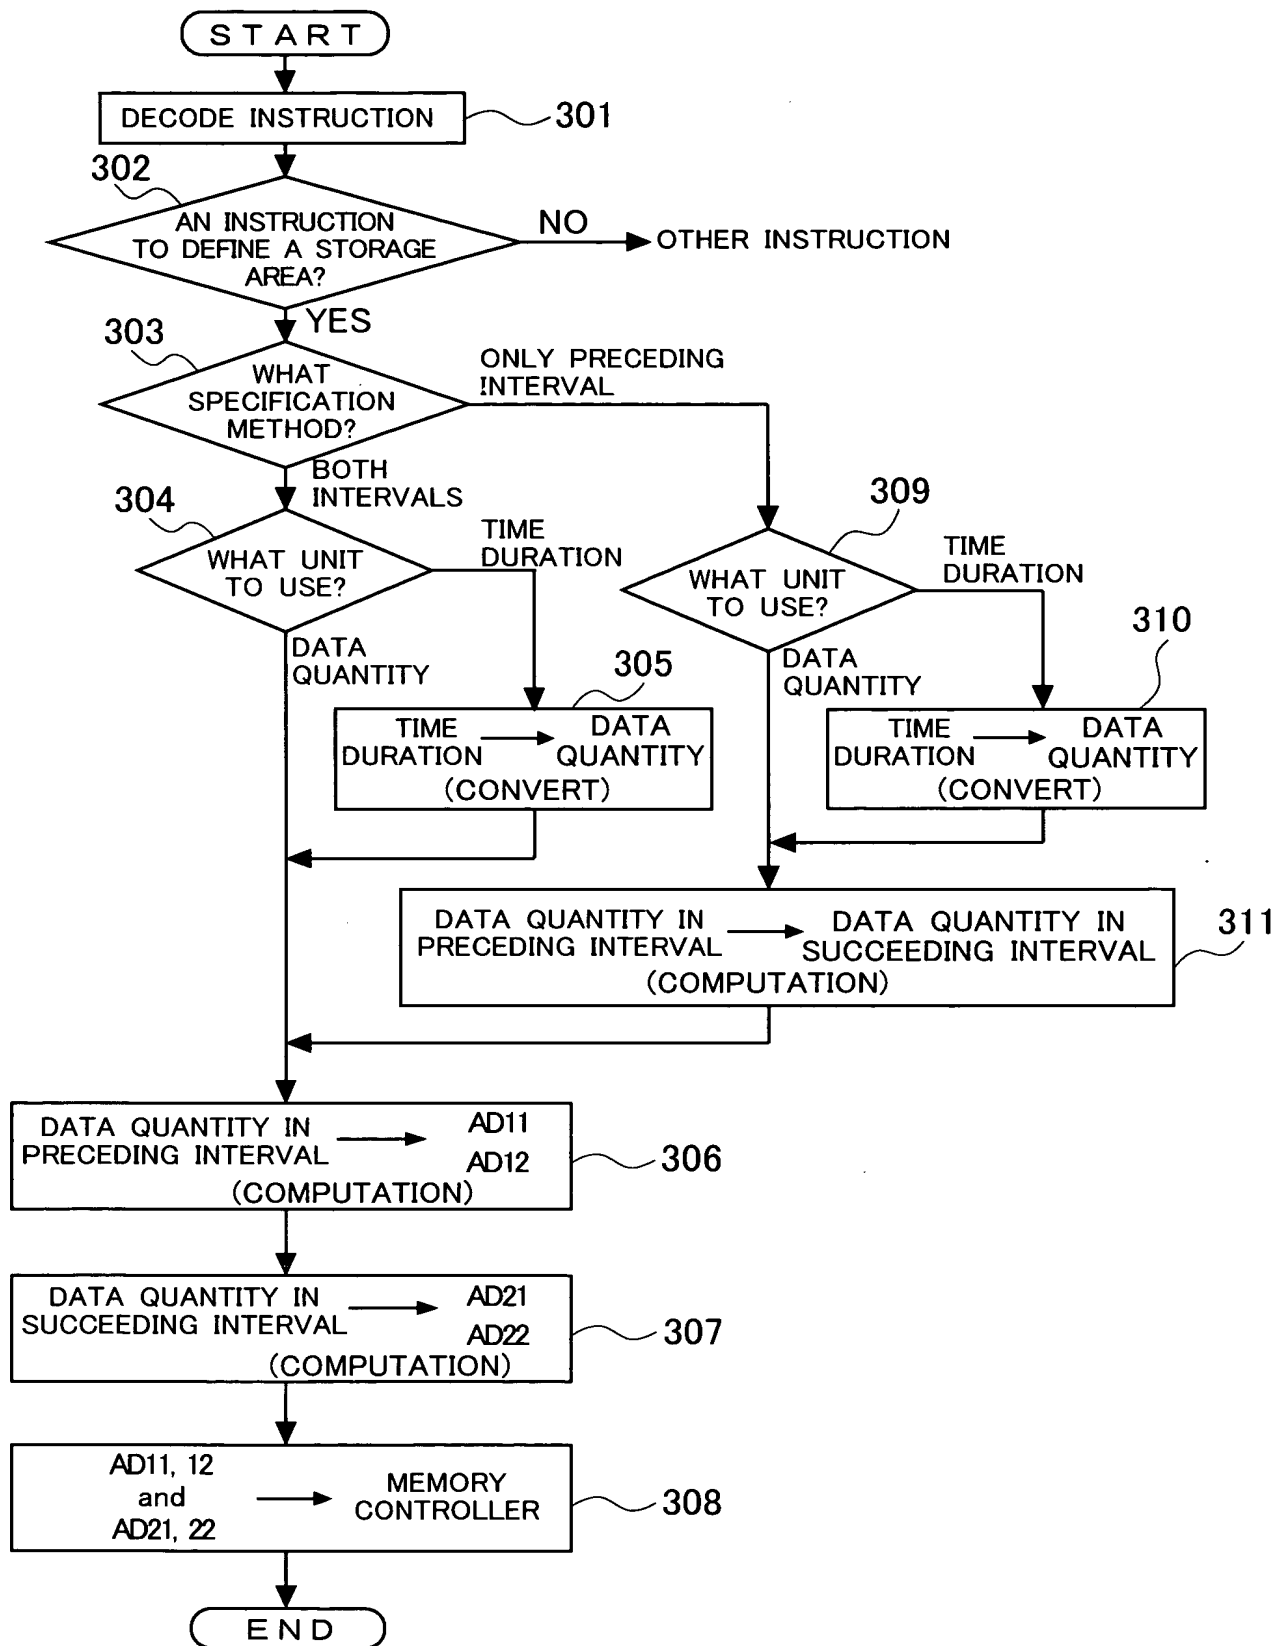 START
DECODE INSTRUCTION
301
302
AN INSTRUCTION
TO DEFINE A STORAGE
AREA?
NO
OTHER INSTRUCTION
YES
303
WHAT
SPECIFICATION
METHOD?
ONLY PRECEDING
INTERVAL
BOTH
INTERVALS
304
WHAT UNIT
TO USE?
TIME
DURATION
DATA
QUANTITY
309
WHAT UNIT
TO USE?
TIME
DURATION
DATA
QUANTITY
305
TIME
DURATION
DATA
QUANTITY
(CONVERT)
310
TIME
DURATION
DATA
QUANTITY
(CONVERT)
DATA QUANTITY IN
PRECEDING INTERVAL
DATA QUANTITY IN
SUCCEEDING INTERVAL
(COMPUTATION)
311
DATA QUANTITY IN
PRECEDING INTERVAL
AD11
AD12
(COMPUTATION)
306
DATA QUANTITY IN
SUCCEEDING INTERVAL
AD21
AD22
(COMPUTATION)
307
AD11, 12
and
AD21, 22
MEMORY
CONTROLLER
308
END